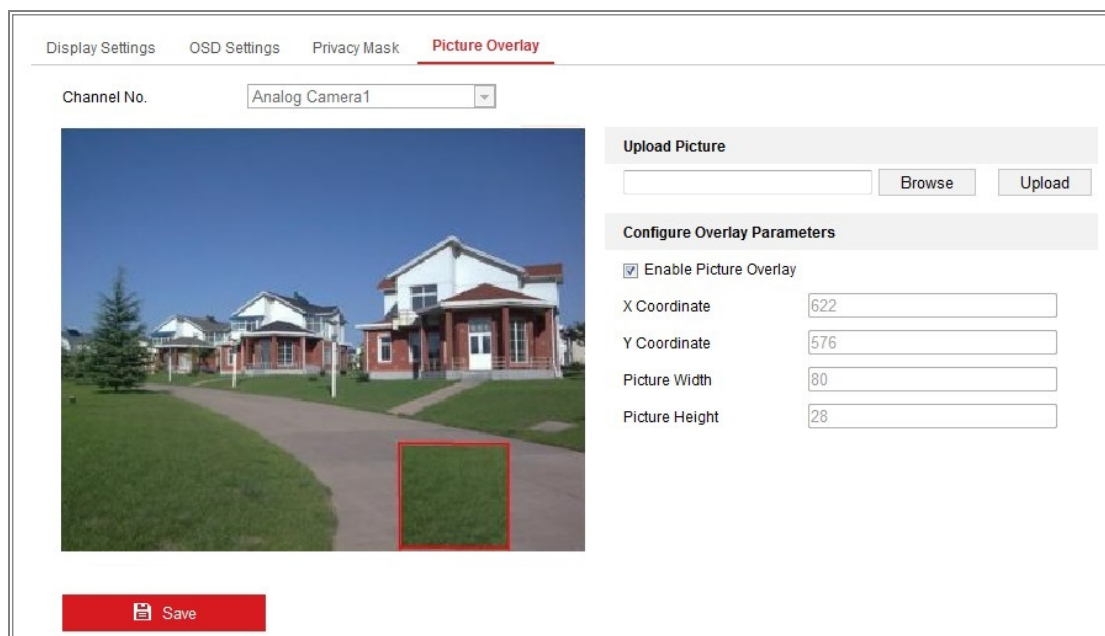 Display Settings OSD Settings Privacy Mask Picture Overlay
Channel No. Analog Camera1
Upload Picture
Browse Upload
Configure Overlay Parameters
Enable Picture Overlay
X Coordinate 622
Y Coordinate 576
Picture Width 80
Picture Height 28
Save